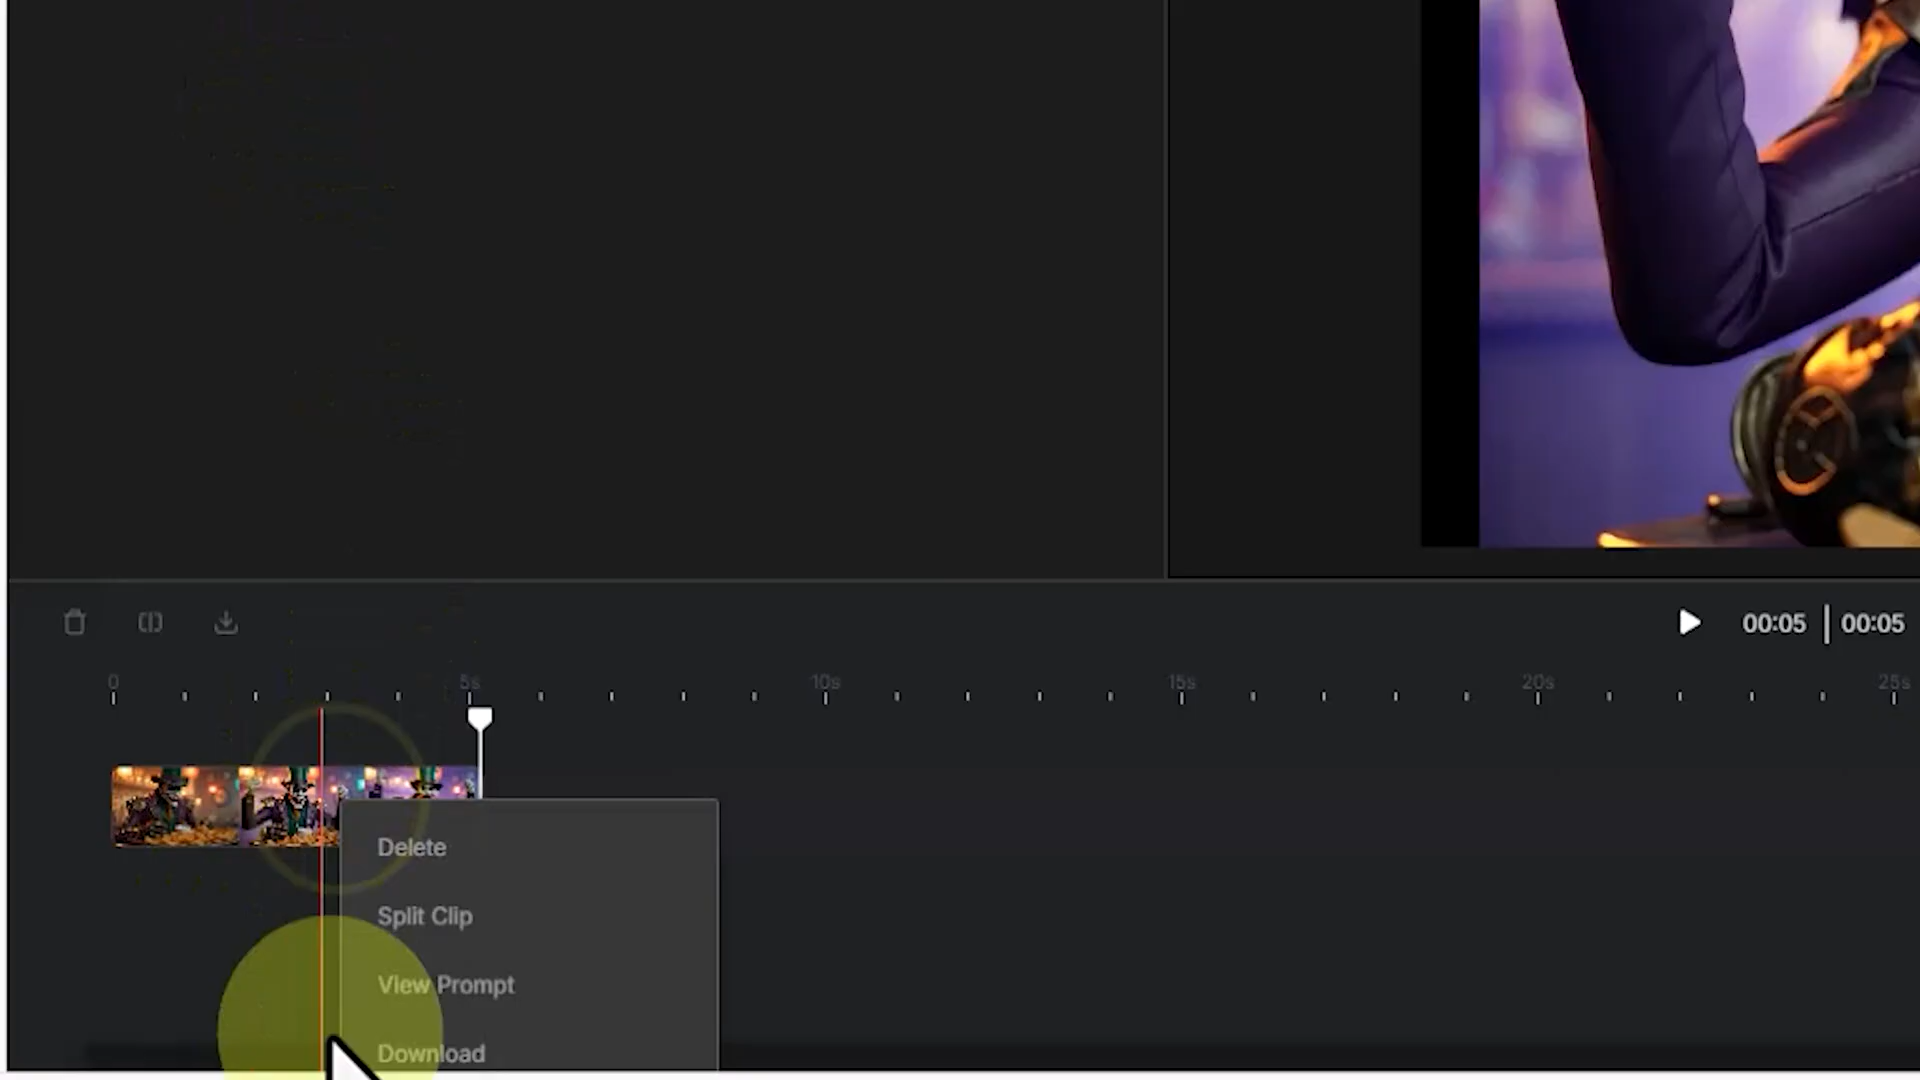 00:05 | 00:05
0 5s 10s 15s 20s 25s
Delete
Split Clip
View Prompt
Download